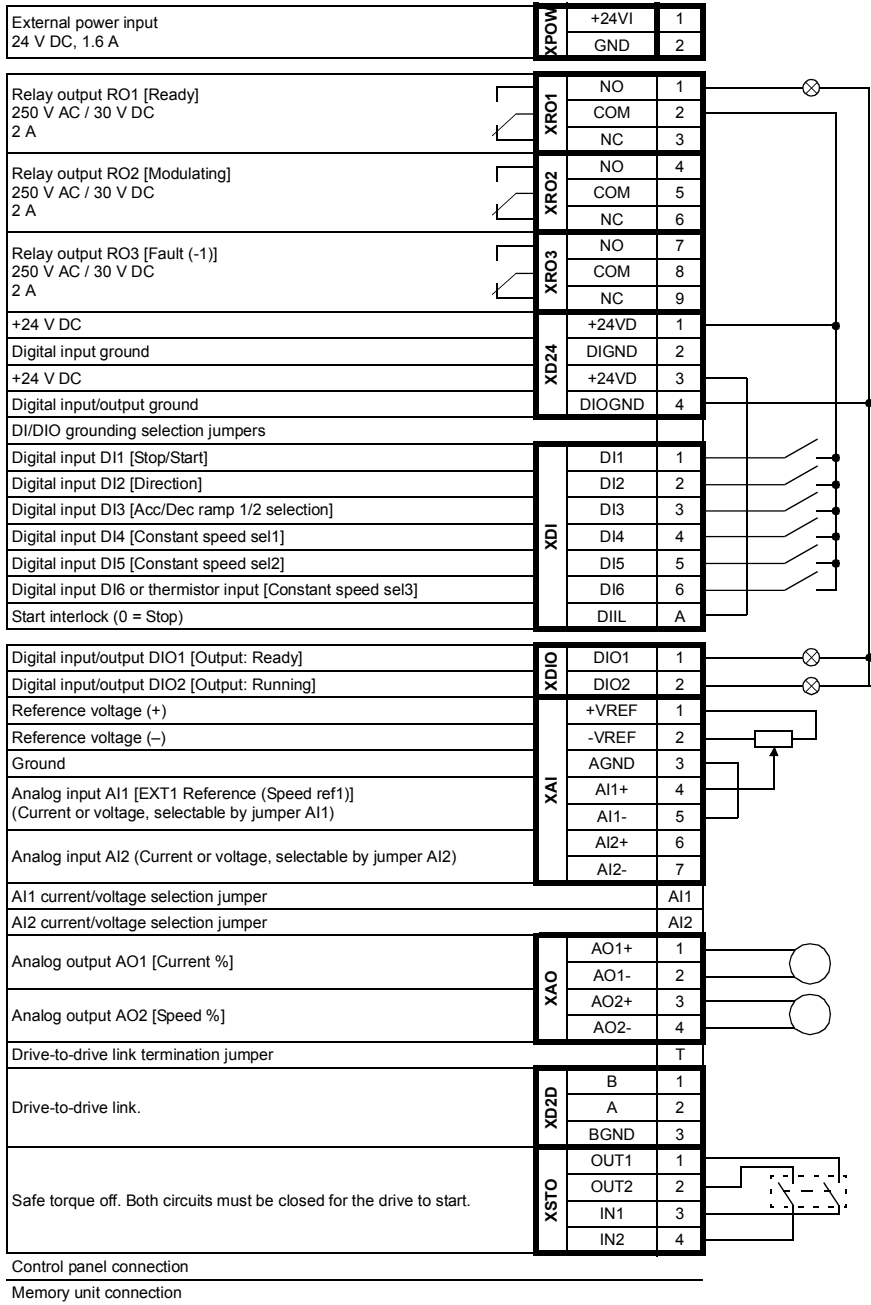 External power input
24 V DC, 1.6 A
XPOW
+24VI 1
GND 2
Relay output RO1 [Ready]
250 V AC / 30 V DC
2 A
XRO1
NO 1
COM 2
NC 3
Relay output RO2 [Modulating]
250 V AC / 30 V DC
2 A
XRO2
NO 4
COM 5
NC 6
Relay output RO3 [Fault (-1)]
250 V AC / 30 V DC
2 A
XRO3
NO 7
COM 8
NC 9
XD24
+24 V DC +24VD 1
Digital input ground DIGND 2
+24 V DC +24VD 3
Digital input/output ground DIOGND 4
DI/DIO grounding selection jumpers
XDI
Digital input DI1 [Stop/Start] DI1 1
Digital input DI2 [Direction] DI2 2
Digital input DI3 [Acc/Dec ramp 1/2 selection] DI3 3
Digital input DI4 [Constant speed sel1] DI4 4
Digital input DI5 [Constant speed sel2] DI5 5
Digital input DI6 or thermistor input [Constant speed sel3] DI6 6
Start interlock (0 = Stop) DIIL A
XDIO
Digital input/output DIO1 [Output: Ready] DIO1 1
Digital input/output DIO2 [Output: Running] DIO2 2
XAI
Reference voltage (+) +VREF 1
Reference voltage (–) -VREF 2
Ground AGND 3
Analog input AI1 [EXT1 Reference (Speed ref1)]
(Current or voltage, selectable by jumper AI1)
AI1+ 4
AI1- 5
Analog input AI2 (Current or voltage, selectable by jumper AI2)
AI2+ 6
AI2- 7
AI1 current/voltage selection jumper AI1
AI2 current/voltage selection jumper AI2
XAO
Analog output AO1 [Current %]
AO1+ 1
AO1- 2
Analog output AO2 [Speed %]
AO2+ 3
AO2- 4
Drive-to-drive link termination jumper T
Drive-to-drive link.
XD2D
B 1
A 2
BGND 3
Safe torque off. Both circuits must be closed for the drive to start.
XSTO
OUT1 1
OUT2 2
IN1 3
IN2 4
Control panel connection
Memory unit connection